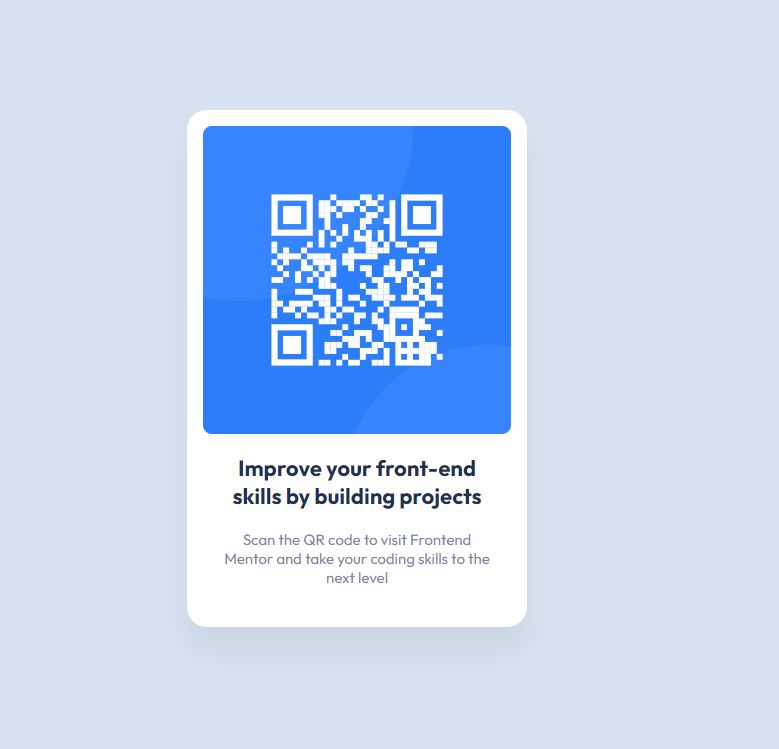 Improve your front-end
skills by building projects
Scan the QR code to visit Frontend
Mentor and take your coding skills to the
next level